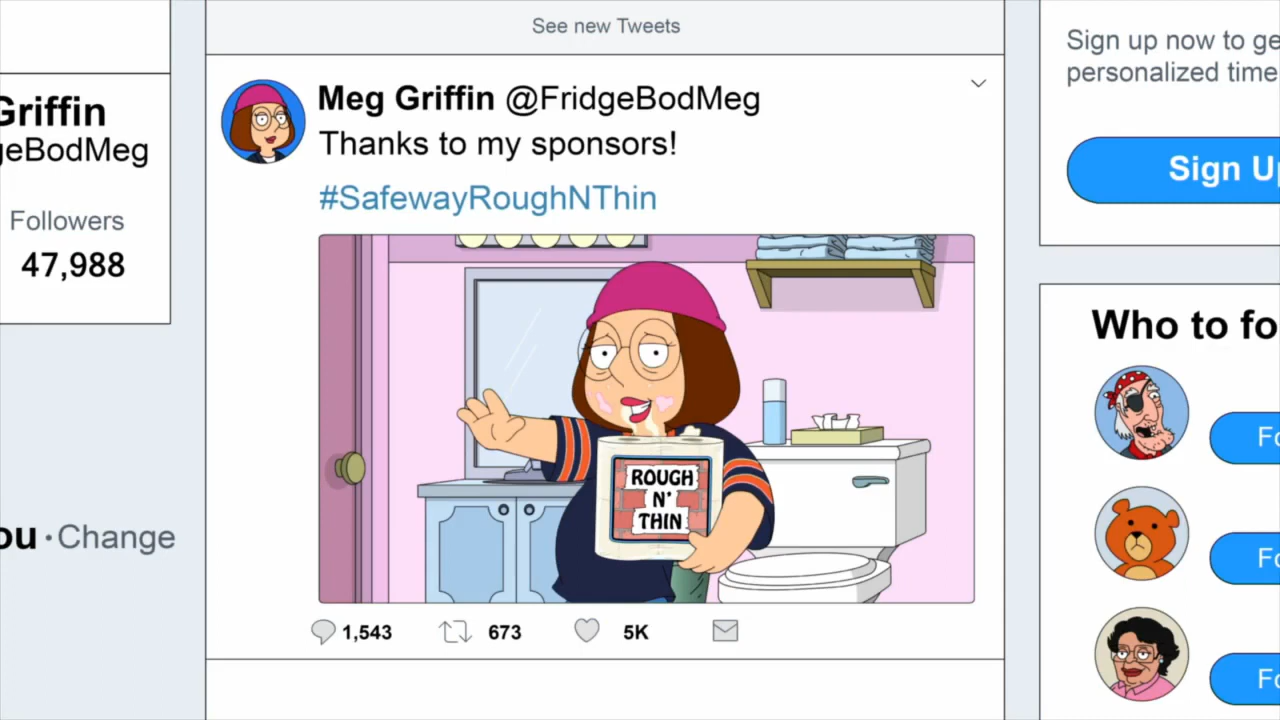 See new Tweets
Griffin
geBodMeg
Followers
47,988
ou · Change
Meg Griffin @FridgeBodMeg
Thanks to my sponsors!
#SafewayRoughNThin
ROUGH
N'
THIN
1,543 673 5K
Sign up now to ge
personalized time
Sign Up
Who to fo
Fo
Fo
Fo